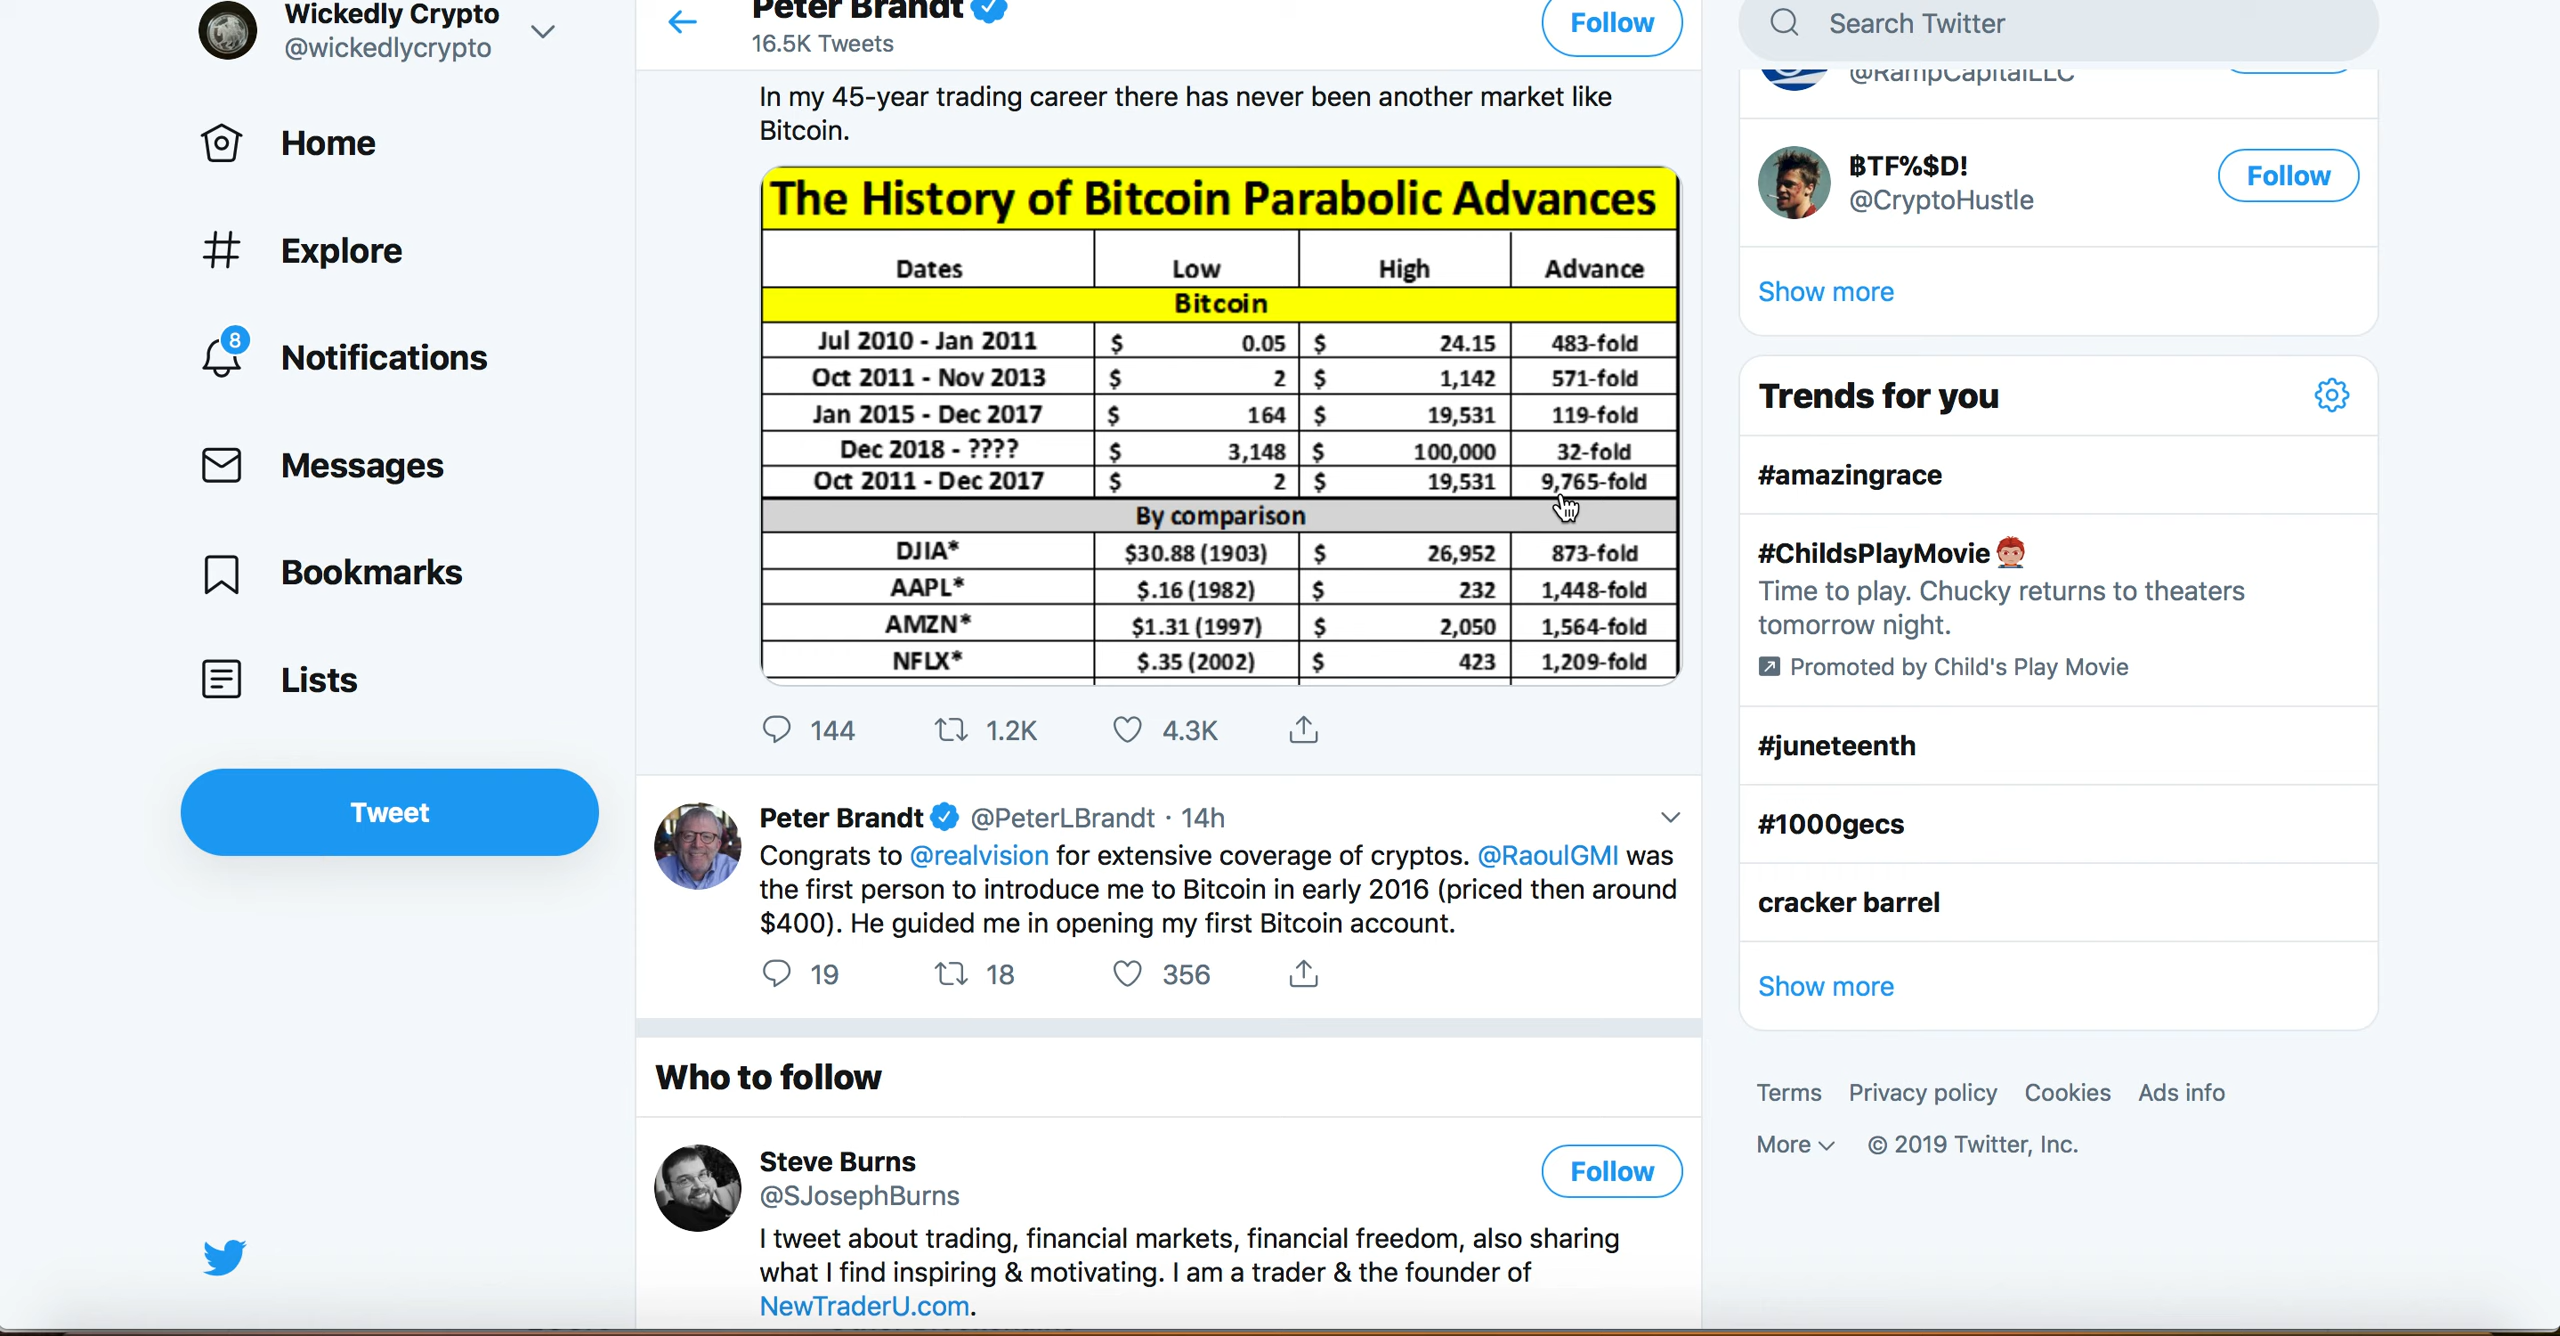 Wickedly Crypto
@wickedlycrypto
Home
Explore
8
Notifications
Messages
Bookmarks
Lists
Tweet
Peter Brandt
16.5K Tweets
Follow
In my 45-year trading career there has never been another market like
Bitcoin.
The History of Bitcoin Parabolic Advances
Dates Low High Advance
Bitcoin
Jul 2010 - Jan 2011 $ 0.05 $ 24.15 483-fold
Oct 2011 - Nov 2013 $ 2 $ 1,142 571-fold
Jan 2015 - Dec 2017 $ 164 $ 19,531 119-fold
Dec 2018 - ???? $ 3,148 $ 100,000 32-fold
Oct 2011 - Dec 2017 $ 2 $ 19,531 9,765-fold
By comparison
DJIA* $30.88 (1903) $ 26,952 873-fold
AAPL* $.16 (1982) $ 232 1,448-fold
AMZN* $1.31 (1997) $ 2,050 1,564-fold
NFLX* $.35 (2002) $ 423 1,209-fold
144 1.2K 4.3K
Peter Brandt @PeterLBrandt · 14h
Congrats to @realvision for extensive coverage of cryptos. @RaoulGMI was
the first person to introduce me to Bitcoin in early 2016 (priced then around
$400). He guided me in opening my first Bitcoin account.
19 18 356
Who to follow
Steve Burns
@SJosephBurns
Follow
I tweet about trading, financial markets, financial freedom, also sharing
what I find inspiring & motivating. I am a trader & the founder of
NewTraderU.com.
Search Twitter
@RampCapitalLLC
₿TF%$D!
@CryptoHustle
Follow
Show more
Trends for you
#amazingrace
#ChildsPlayMovie
Time to play. Chucky returns to theaters
tomorrow night.
Promoted by Child's Play Movie
#juneteenth
#1000gecs
cracker barrel
Show more
Terms Privacy policy Cookies Ads info
More © 2019 Twitter, Inc.